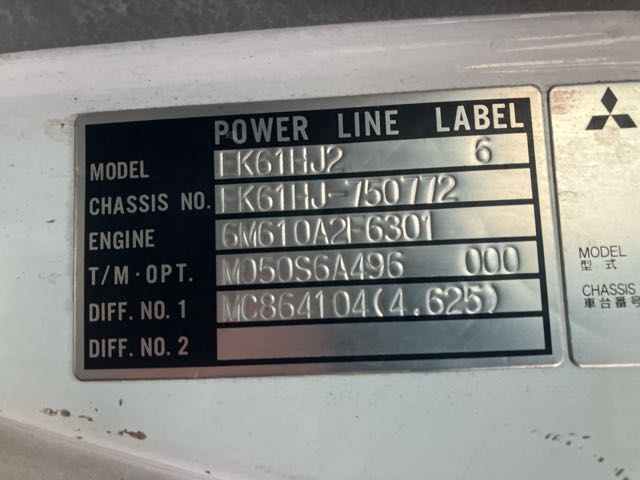 POWER LINE LABEL
MODEL FK61HJ2 6
CHASSIS NO. FK61HJ-750772
ENGINE 6M610A2F6301
T/M·OPT. M050S6A496 000
DIFF. NO. 1 MC864104(4.625)
DIFF. NO. 2
MODEL
型式
CHASSIS
車台番号